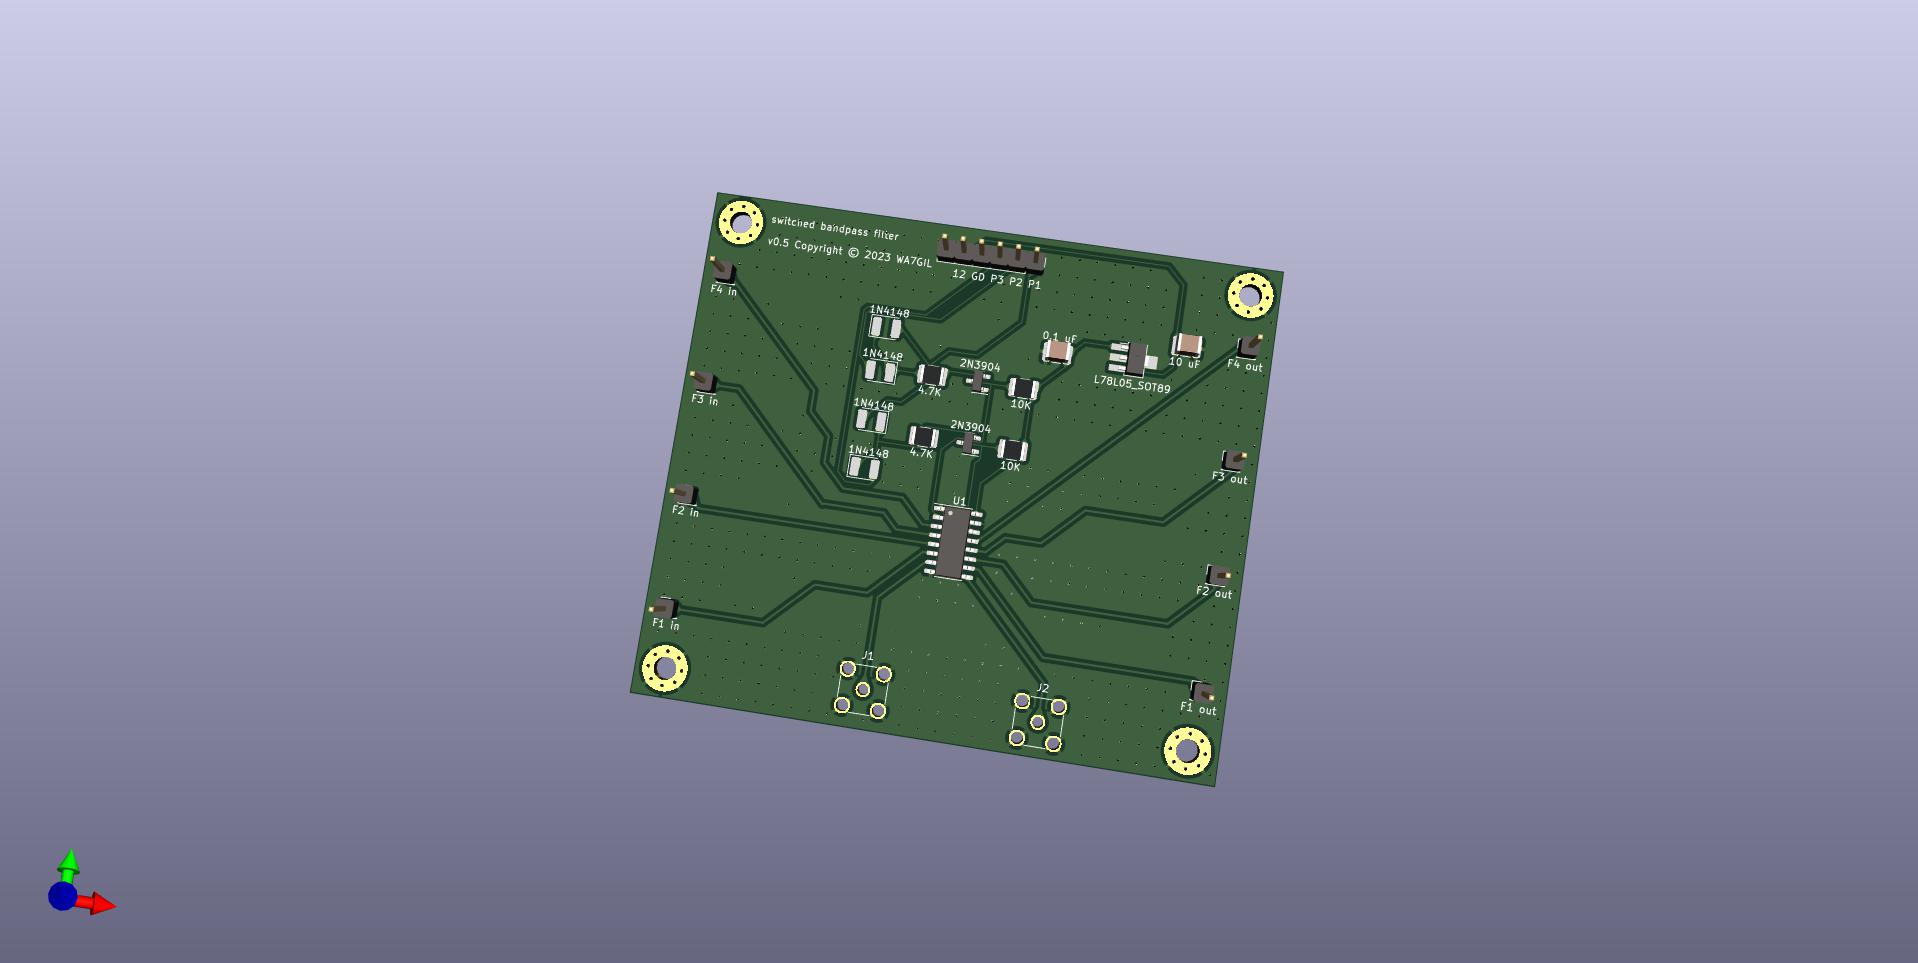 switched bandpass filter
v0.5 Copyright © 2023 WA7GIL
12 GD P3 P2 P1
F4 in
1N4148
0.1 uF
10 uF
F4 out
1N4148
2N3904
L78L05_SOT89
4.7K
10K
F3 in
1N4148
2N3904
4.7K
10K
1N4148
F3 out
U1
F2 in
F2 out
F1 in
J1
J2
F1 out